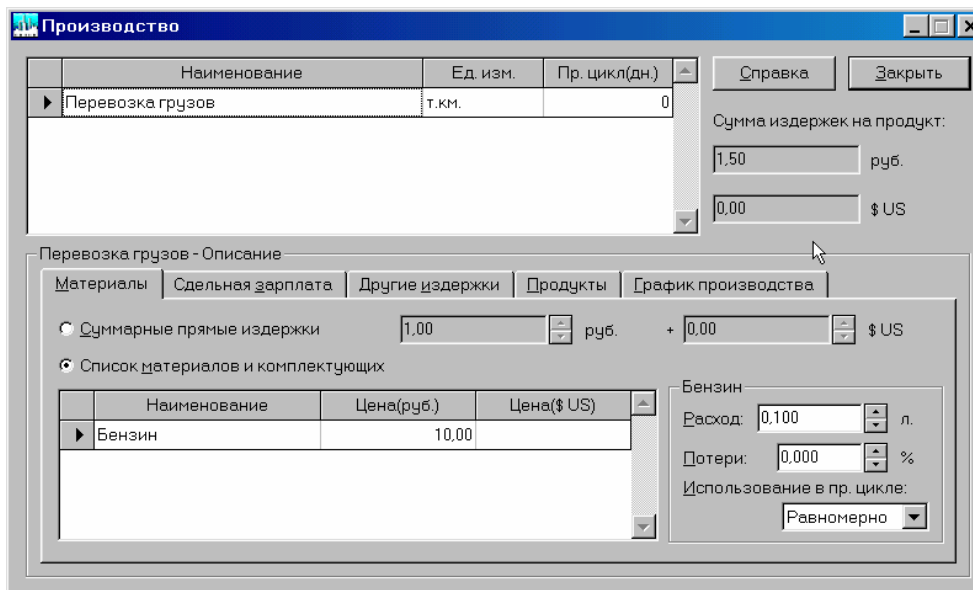 Производство
Наименование Ед. изм. Пр. цикл(дн.)
Перевозка грузов т.км. 0
Справка Закрыть
Сумма издержек на продукт:
1,50 руб.
0,00 $ US
Перевозка грузов - Описание
Материалы Сдельная зарплата Другие издержки Продукты График производства
Суммарные прямые издержки 1,00 руб. + 0,00 $ US
Список материалов и комплектующих
Наименование Цена(руб.) Цена($ US)
Бензин 10,00
Бензин
Расход: 0,100 л.
Потери: 0,000 %
Использование в пр. цикле:
Равномерно